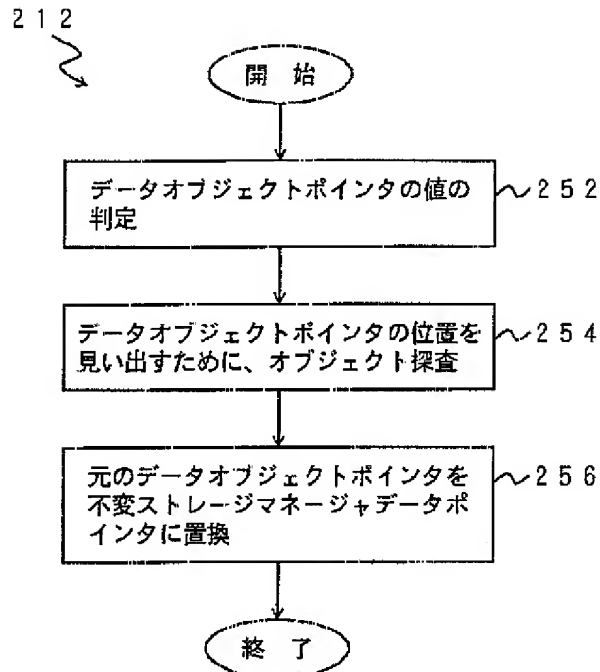 212
開 始
データオブジェクトポインタの値の
判定
252
データオブジェクトポインタの位置を
見い出すために、オブジェクト探査
254
元のデータオブジェクトポインタを
不変ストレージマネージャデータポ
インタに置換
256
終 了